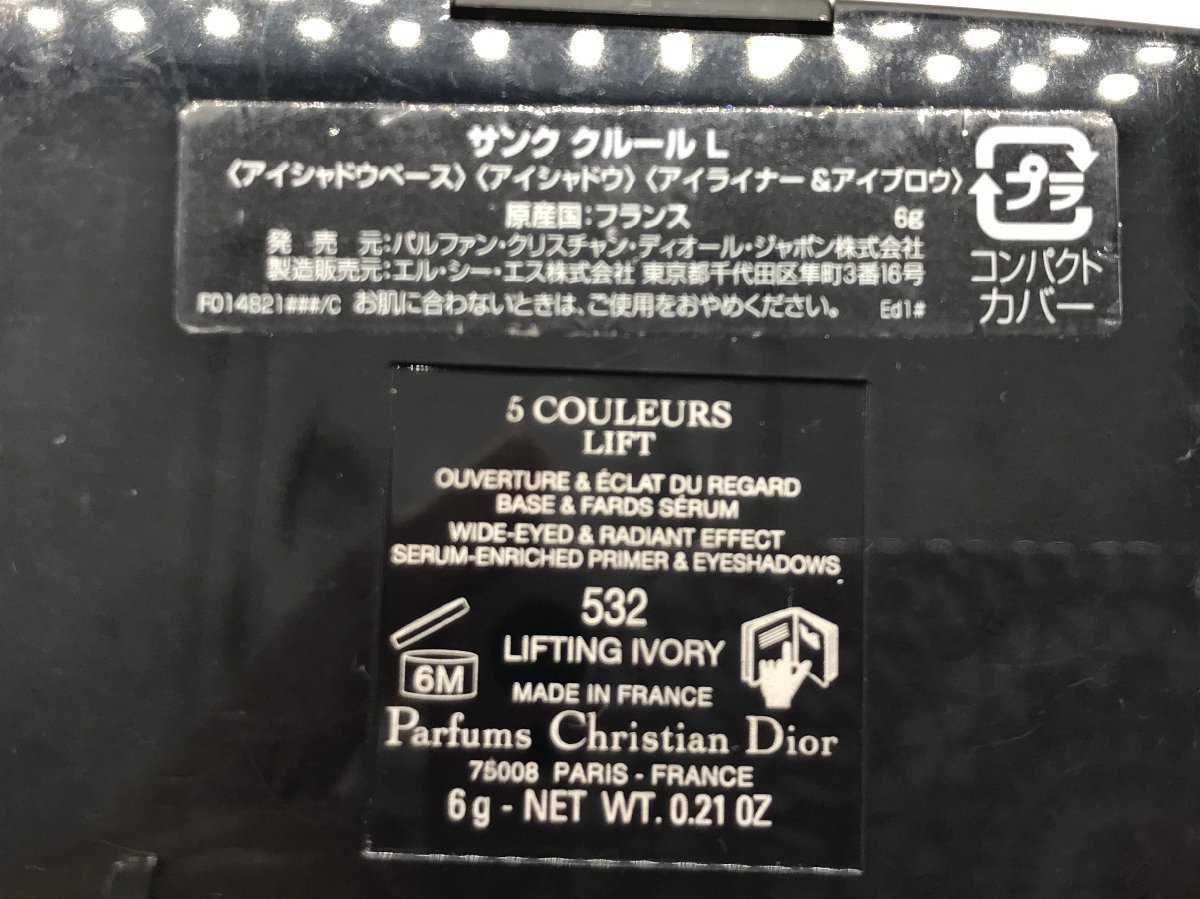 サンク クルール L
〈アイシャドウベース〉〈アイシャドウ〉〈アイライナー&アイブロウ〉
原産国:フランス 6g
発売元:パルファン・クリスチャン・ディオール・ジャポン株式会社
製造販売元:エル・シー・エス株式会社 東京都千代田区隼町3番16号
F014821###/C お肌に合わないときは、ご使用をおやめください。 Ed1#
プラ
コンパクト
カバー
5 COULEURS
LIFT
OUVERTURE & ÉCLAT DU REGARD
BASE & FARDS SÉRUM
WIDE-EYED & RADIANT EFFECT
SERUM-ENRICHED PRIMER & EYESHADOWS
532
LIFTING IVORY
6M
MADE IN FRANCE
Parfums Christian Dior
75008 PARIS - FRANCE
6 g - NET WT. 0.21 OZ